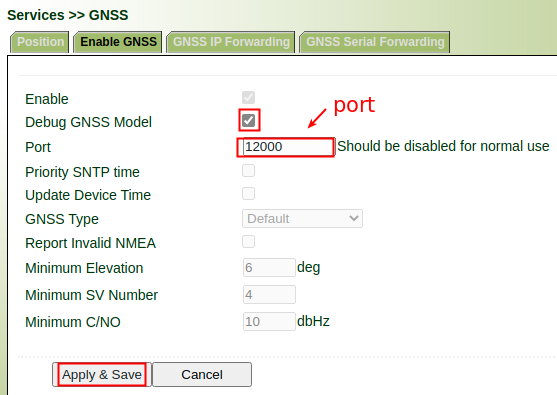 Services >> GNSS
Position Enable GNSS GNSS IP Forwarding GNSS Serial Forwarding
Enable
Debug GNSS Model
port
Port 12000 Should be disabled for normal use
Priority SNTP time
Update Device Time
GNSS Type Default
Report Invalid NMEA
Minimum Elevation 6 deg
Minimum SV Number 4
Minimum C/NO 10 dbHz
Apply & Save Cancel